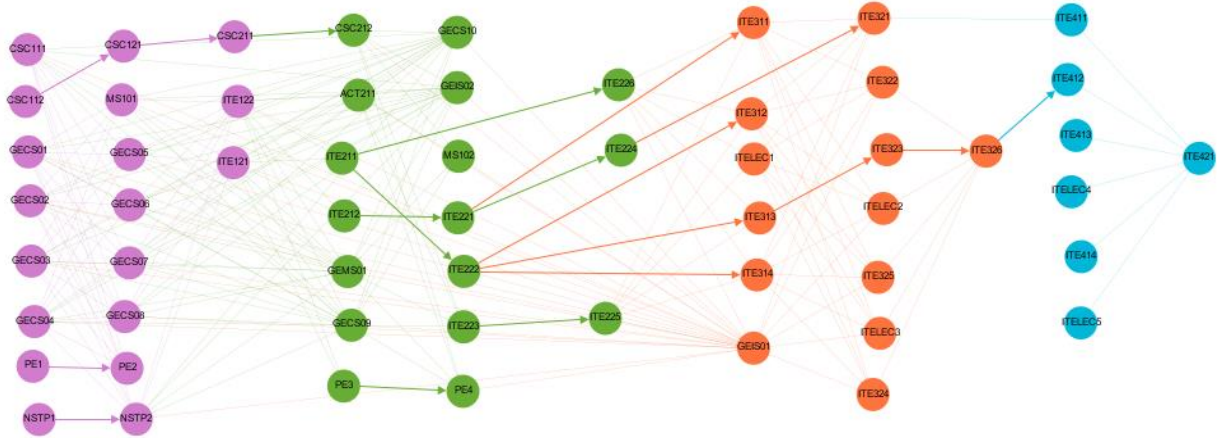 CSC111
CSC112
GECS01
GECS02
GECS03
GECS04
PE1
NSTP1
CSC121
MS101
GECS05
GECS06
GECS07
GECS08
PE2
NSTP2
CSC211
ITE122
ITE121
CSC212
ACT211
ITE211
ITE212
GEMS01
GECS09
PE3
GECS10
GEIS02
MS102
ITE221
ITE222
ITE223
PE4
ITE226
ITE224
ITE225
ITE311
ITE312
ITELEC1
ITE313
ITE314
GEIS01
ITE321
ITE322
ITE323
ITELEC2
ITE325
ITELEC3
ITE324
ITE326
ITE411
ITE412
ITE413
ITELEC4
ITE414
ITELEC5
ITE421